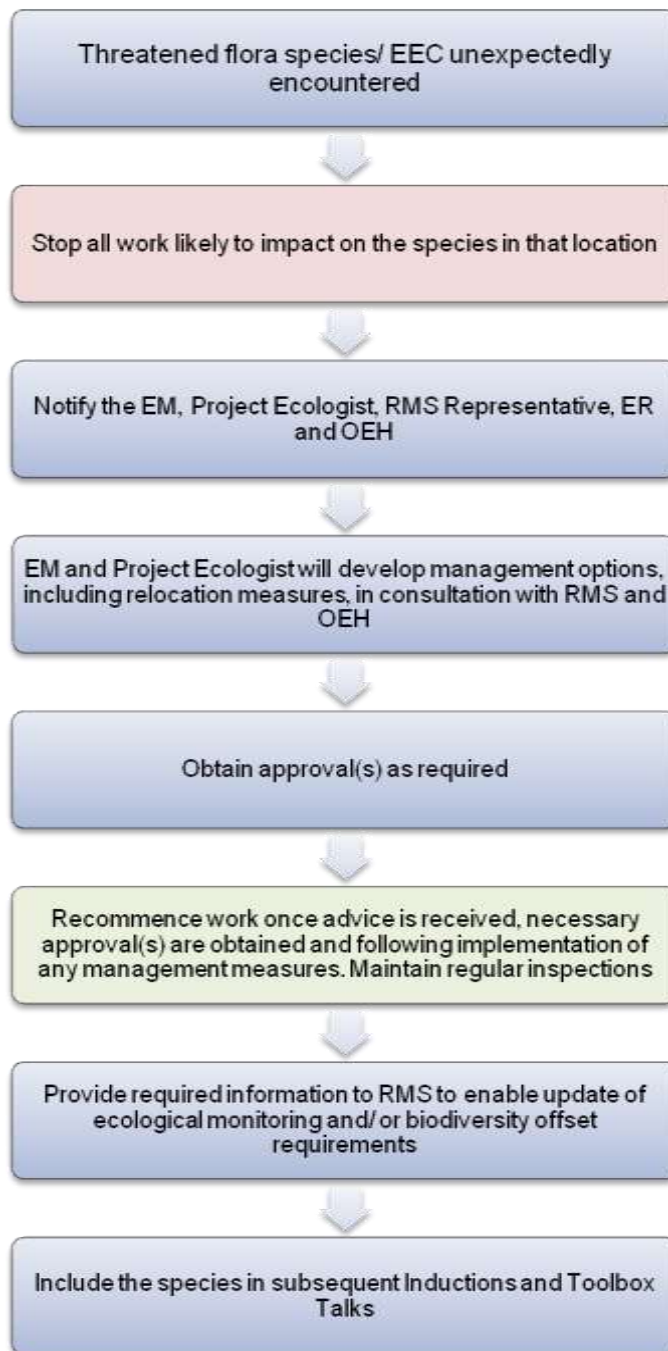 Threatened flora species/ EEC unexpectedly
encountered
Stop all work likely to impact on the species in that location
Notify the EM, Project Ecologist, RMS Representative, ER
and OEH
EM and Project Ecologist will develop management options,
including relocation measures, in consultation with RMS and
OEH
Obtain approval(s) as required
Recommence work once advice is received, necessary
approval(s) are obtained and following implementation of
any management measures. Maintain regular inspections
Provide required information to RMS to enable update of
ecological monitoring and/ or biodiversity offset
requirements
Include the species in subsequent Inductions and Toolbox
Talks